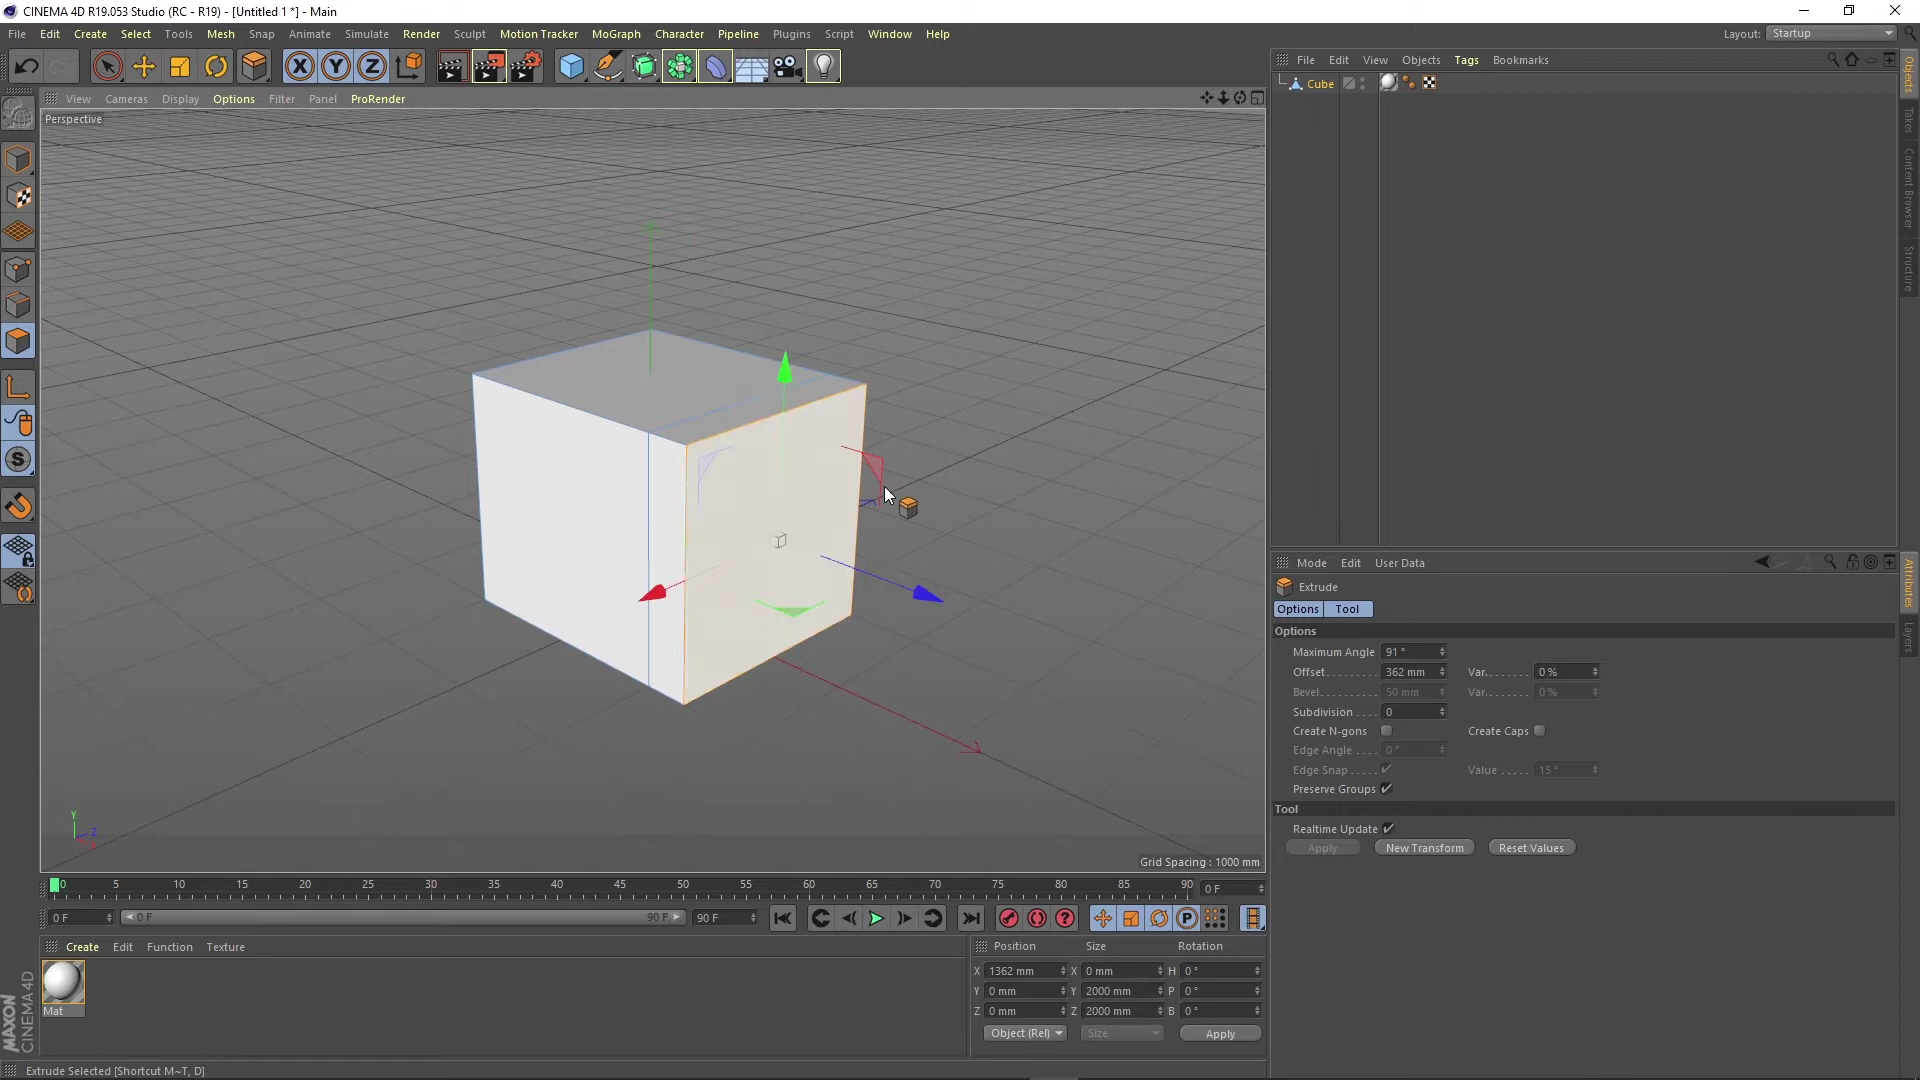 CINEMA 4D R19.053 Studio (RC - R19) - [Untitled 1 *] - Main
File Edit Create Select Tools Mesh Snap Animate Simulate Render Sculpt Motion Tracker MoGraph Character Pipeline Plugins Script Window Help
Layout: Startup
View Cameras Display Options Filter Panel ProRender
Perspective
File Edit View Objects Tags Bookmarks
Cube
Objects
Takes
Content Browser
Structure
Mode Edit User Data
Extrude
Options Tool
Options
Maximum Angle 91 °
Offset 362 mm Var. 0 %
Bevel 50 mm Var. 0 %
Subdivision 0
Create N-gons Create Caps
Edge Angle 0 °
Edge Snap Value 15 °
Preserve Groups
Tool
Realtime Update
Apply New Transform Reset Values
Attributes
Layers
X Y Z
S
Y
Z
Grid Spacing : 1000 mm
0 5 10 15 20 25 30 35 40 45 50 55 60 65 70 75 80 85 90 0 F
0 F 0 F 90 F 90 F
P
Create Edit Function Texture
Mat
Position Size Rotation
X 1362 mm X 0 mm H 0 °
Y 0 mm Y 2000 mm P 0 °
Z 0 mm Z 2000 mm B 0 °
Object (Rel) Size Apply
MAXON
CINEMA 4D
Extrude Selected [Shortcut M~T, D]